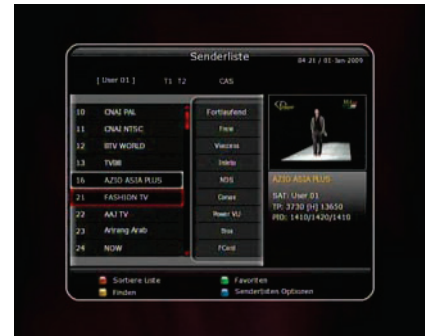 Senderliste
04:21 / 01-Jan-2009
[ User 01 ] T1 T2 CAS
10 CNAI PAL
11 CNAI NTSC
12 BTV WORLD
13 TVBB
16 AZIO ASIA PLUS
21 FASHION TV
22 AAJ TV
23 Arirang Arab
24 NOW
Fortlaufend
Free
Viaccess
Irdeto
NDS
Conax
Power VU
Biss
FCard
AZIO ASIA PLUS
SAT: User 01
TP: 3730 [H] 13650
PID: 1410/1420/1410
Sortiere Liste
Favoriten
Finden
Senderlisten Optionen